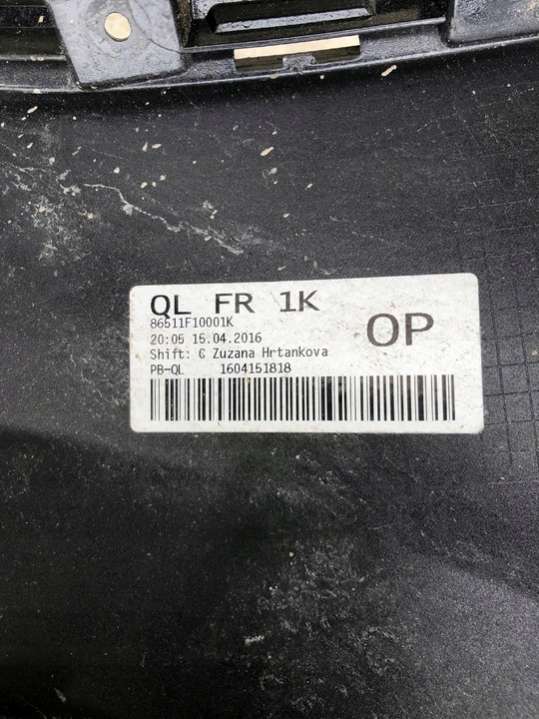 QL FR 1K
86511F10001K
OP
20:05 15.04.2016
Shift: C Zuzana Hrtankova
PB-QL 1604151818